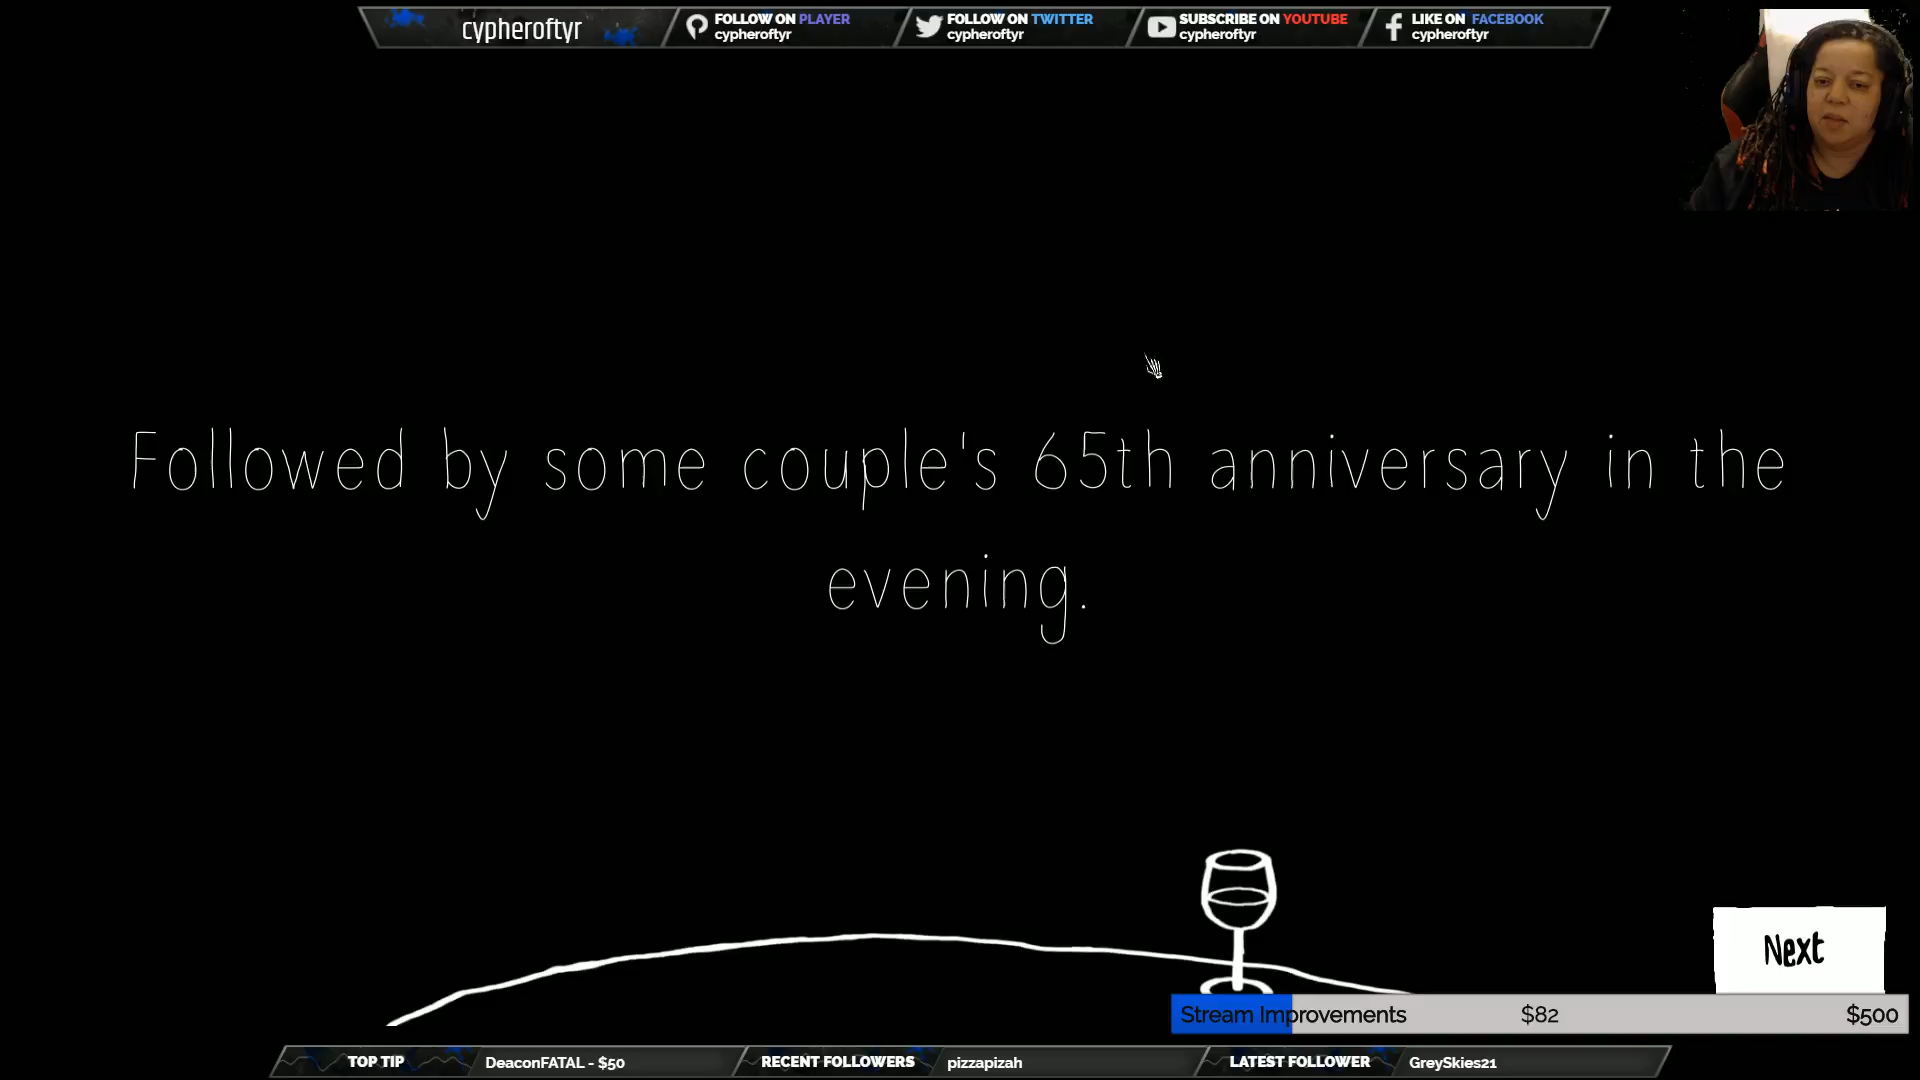 cypheroftyr
FOLLOW ON PLAYER
cypheroftyr
FOLLOW ON TWITTER
cypheroftyr
SUBSCRIBE ON YOUTUBE
cypheroftyr
LIKE ON FACEBOOK
cypheroftyr
Followed by some couple's 65th anniversary in the
evening.
Next
Stream Improvements $82 $500
TOP TIP DeaconFATAL - $50 RECENT FOLLOWERS pizzapizah LATEST FOLLOWER GreySkies21